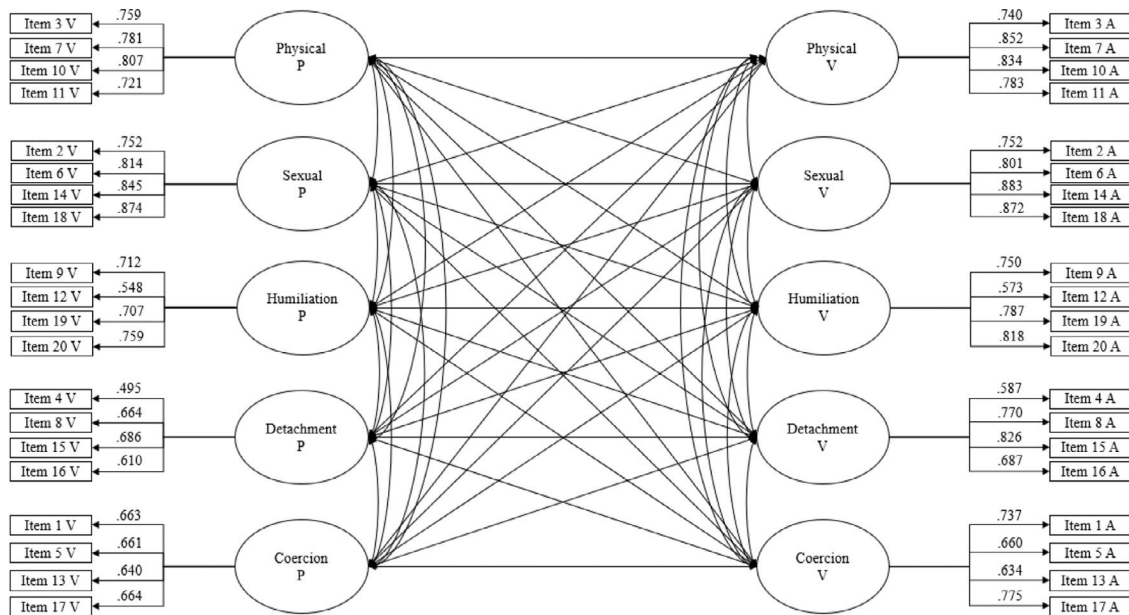 Item 3 V
.759
Item 7 V
.781
Item 10 V
.807
Item 11 V
.721
Physical
P
Physical
V
.740
Item 3 A
.852
Item 7 A
.834
Item 10 A
.783
Item 11 A
Item 2 V
.752
Item 6 V
.814
Item 14 V
.845
Item 18 V
.874
Sexual
P
Sexual
V
.752
Item 2 A
.801
Item 6 A
.883
Item 14 A
.872
Item 18 A
Item 9 V
.712
Item 12 V
.548
Item 19 V
.707
Item 20 V
.759
Humiliation
P
Humiliation
V
.750
Item 9 A
.573
Item 12 A
.787
Item 19 A
.818
Item 20 A
Item 4 V
.495
Item 8 V
.664
Item 15 V
.686
Item 16 V
.610
Detachment
P
Detachment
V
.587
Item 4 A
.770
Item 8 A
.826
Item 15 A
.687
Item 16 A
Item 1 V
.663
Item 5 V
.661
Item 13 V
.640
Item 17 V
.664
Coercion
P
Coercion
V
.737
Item 1 A
.660
Item 5 A
.634
Item 13 A
.775
Item 17 A